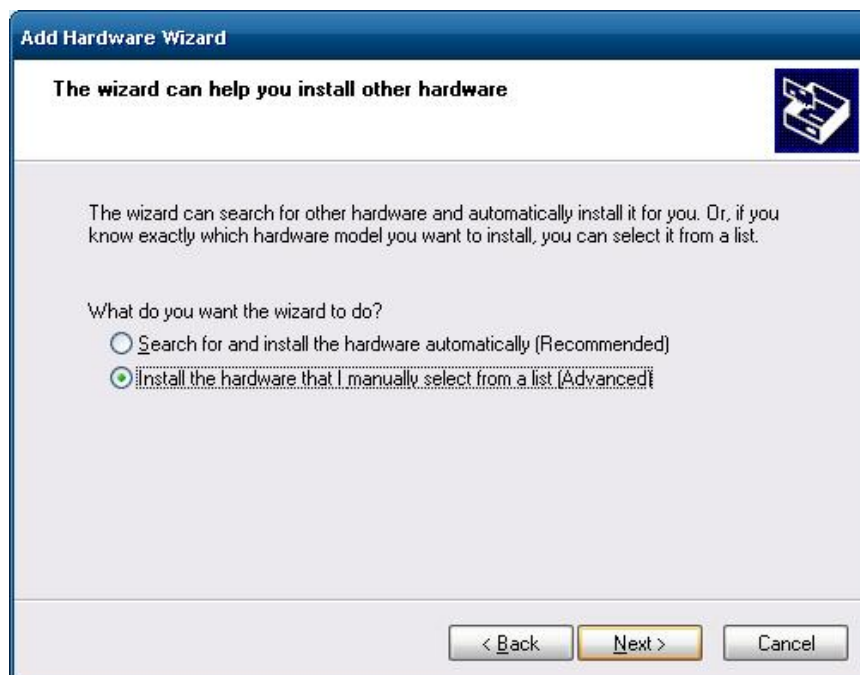 Add Hardware Wizard
The wizard can help you install other hardware
The wizard can search for other hardware and automatically install it for you. Or, if you
know exactly which hardware model you want to install, you can select it from a list.
What do you want the wizard to do?
Search for and install the hardware automatically (Recommended)
Install the hardware that I manually select from a list (Advanced)
< Back Next > Cancel